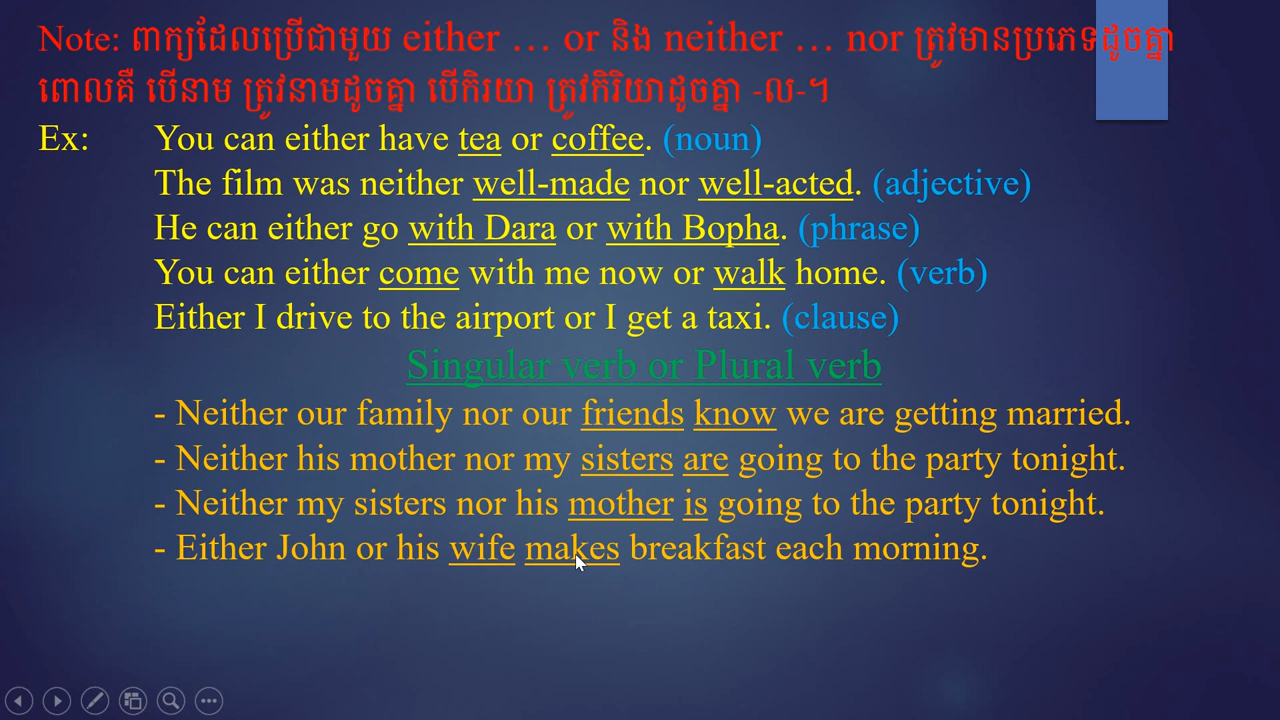 Note: ពាក្យដែលប្រើជាមួយ either … or និង neither … nor ត្រូវមានប្រភេទដូចគ្នា
ពោលគឺ បើនាម ត្រូវនាមដូចគ្នា បើកិរយា ត្រូវកិរិយាដូចគ្នា -ល-។
Ex: You can either have tea or coffee. (noun)
The film was neither well-made nor well-acted. (adjective)
He can either go with Dara or with Bopha. (phrase)
You can either come with me now or walk home. (verb)
Either I drive to the airport or I get a taxi. (clause)
Singular verb or Plural verb
- Neither our family nor our friends know we are getting married.
- Neither his mother nor my sisters are going to the party tonight.
- Neither my sisters nor his mother is going to the party tonight.
- Either John or his wife makes breakfast each morning.